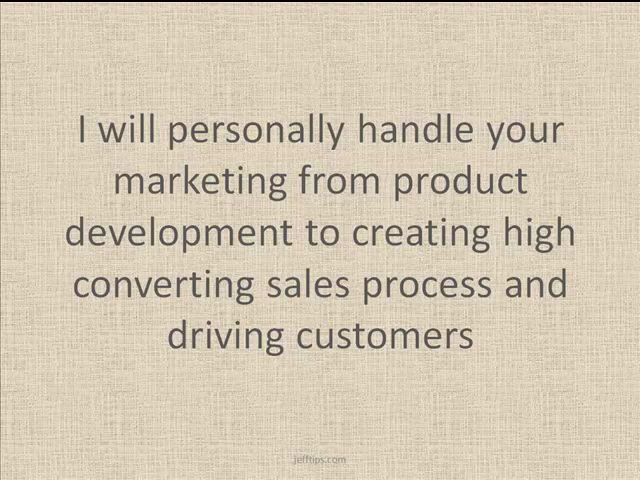 I will personally handle your
marketing from product
development to creating high
converting sales process and
driving customers
jefftips.com